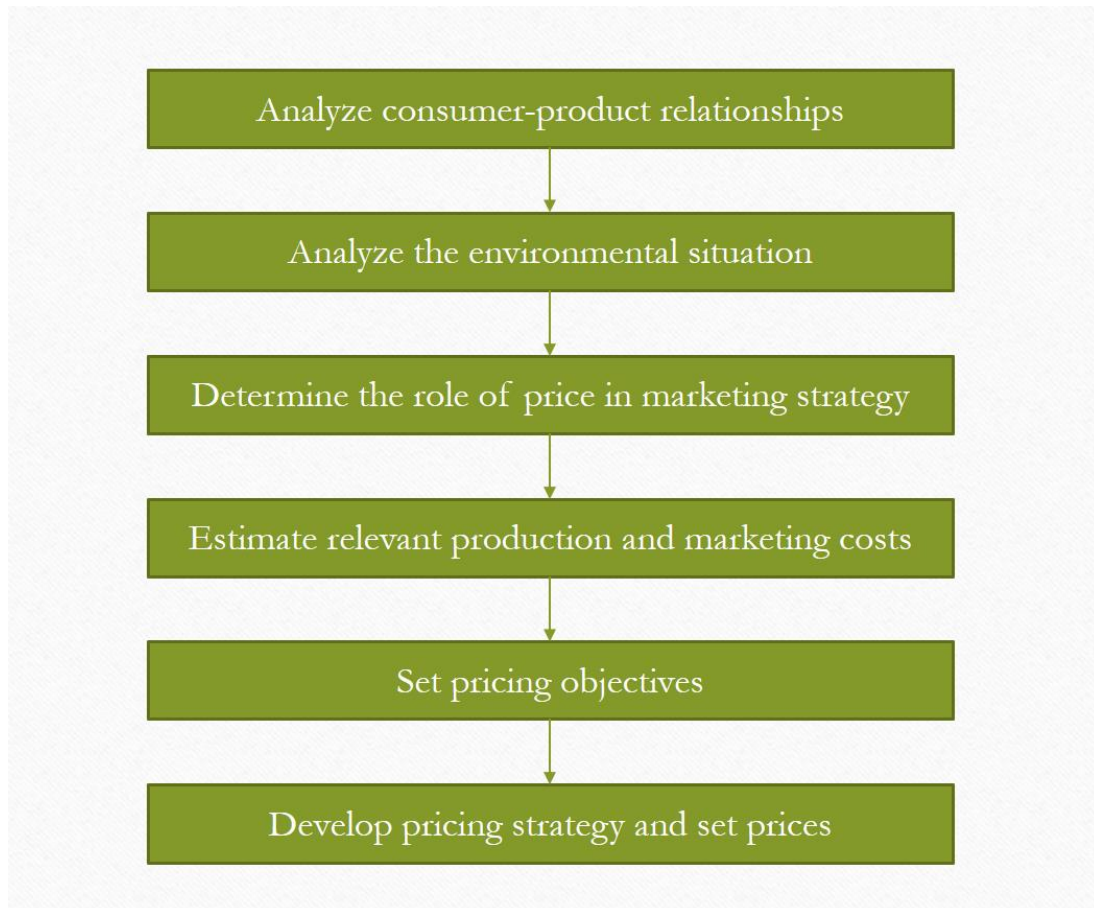 Analyze consumer-product relationships
Analyze the environmental situation
Determine the role of price in marketing strategy
Estimate relevant production and marketing costs
Set pricing objectives
Develop pricing strategy and set prices